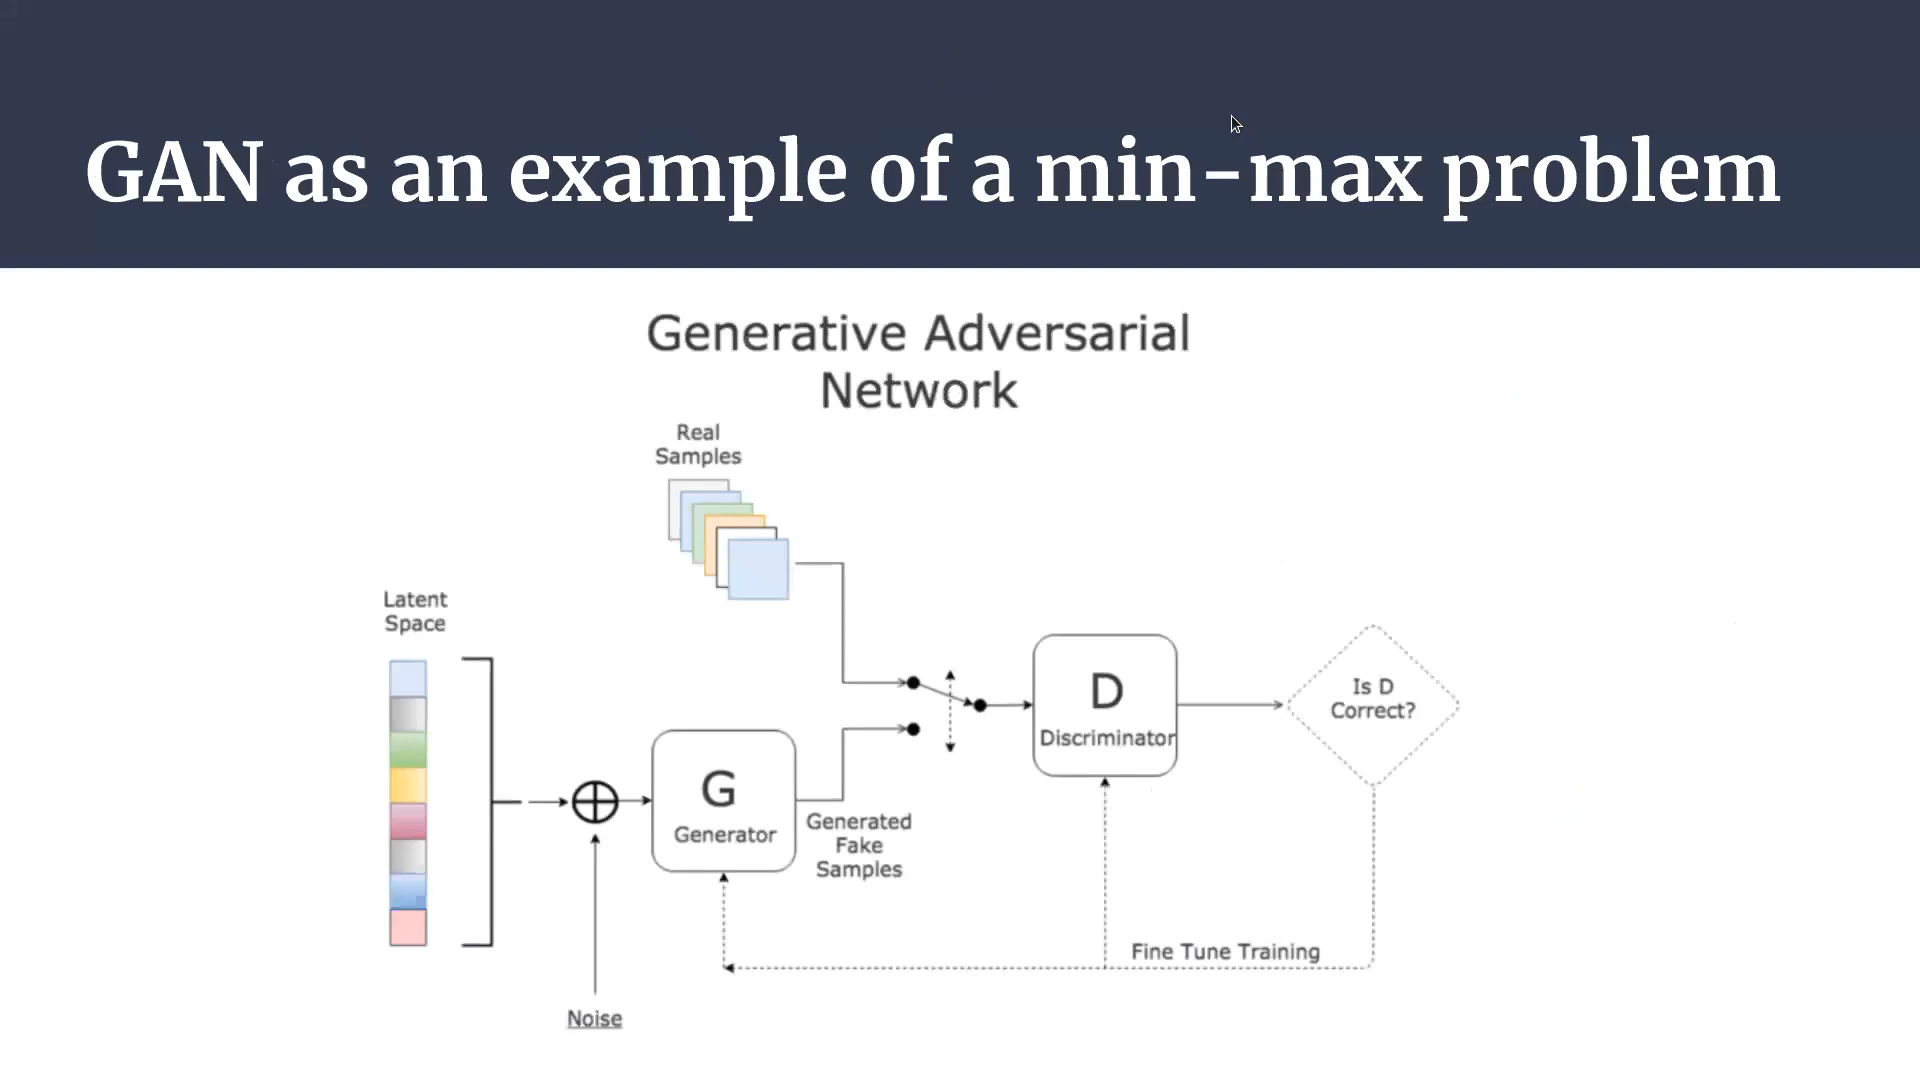 GAN as an example of a min-max problem
Generative Adversarial
Network
Real
Samples
Latent
Space
G
Generator
Generated
Fake
Samples
D
Discriminator
Is D
Correct?
Fine Tune Training
Noise